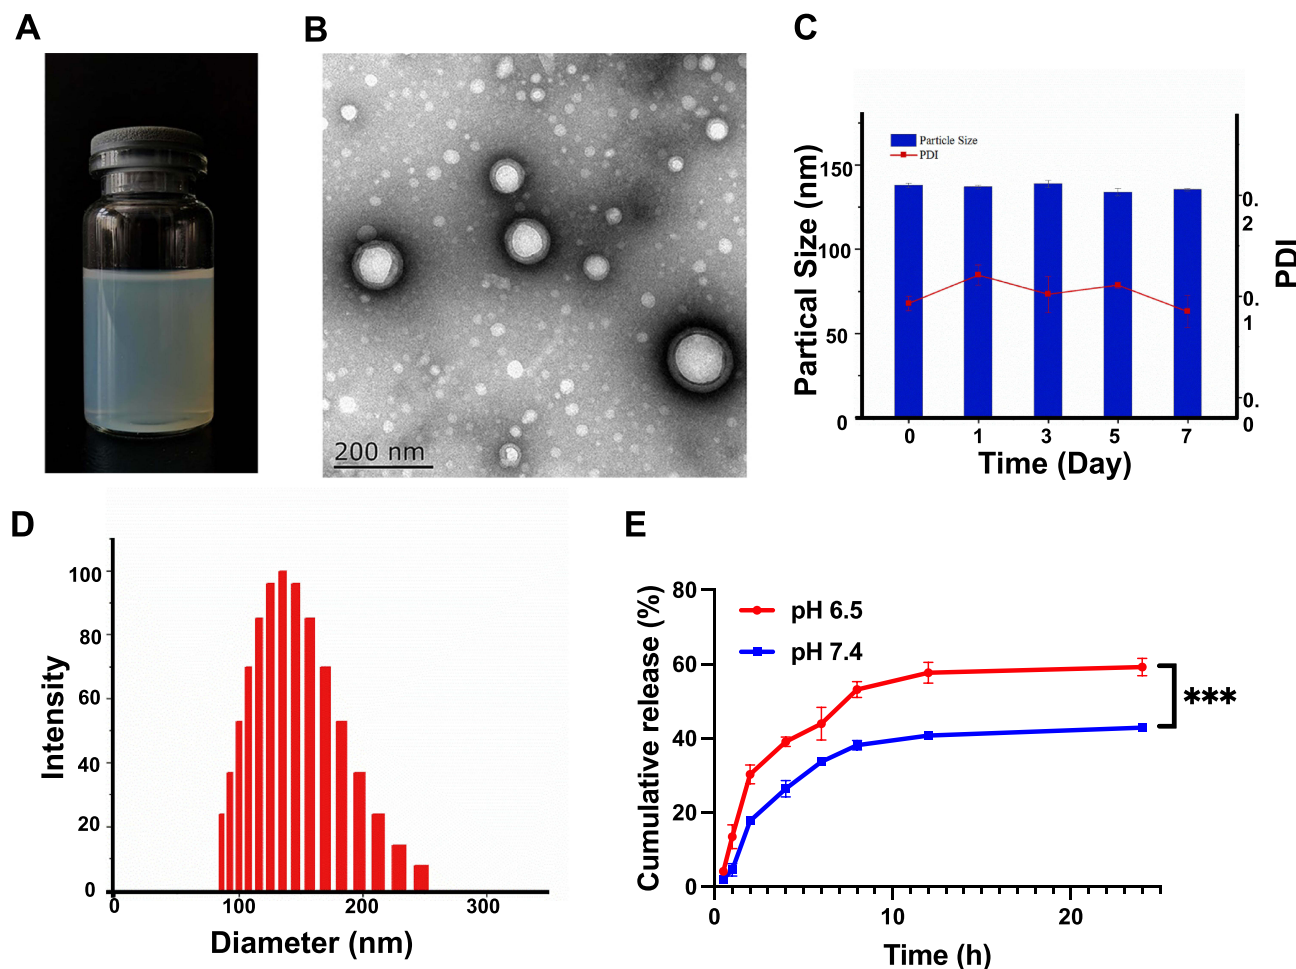 A
B
200 nm
C
Partical Size (nm)
150
100
50
0
Particle Size
PDI
0.
2
0.
1
0.
0
PDI
0
1
3
5
7
Time (Day)
D
Intensity
100
80
60
40
20
0
0
100
200
300
Diameter (nm)
E
Cumulative release (%)
80
60
40
20
0
pH 6.5
pH 7.4
***
0
10
20
Time (h)